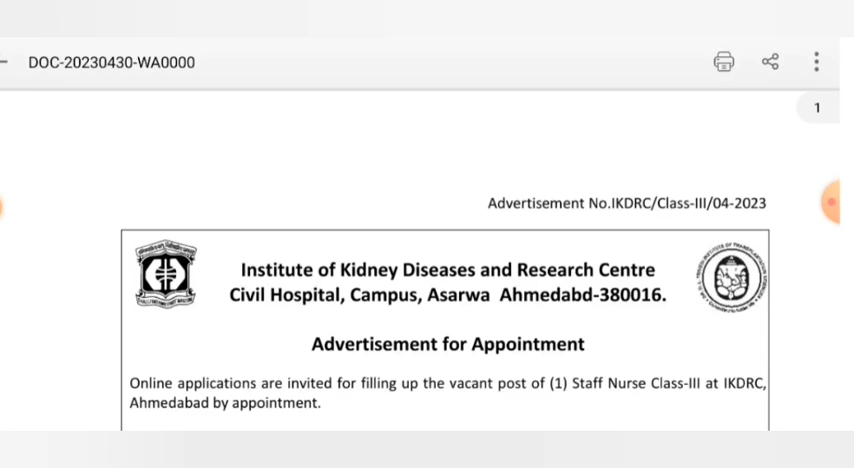 DOC-20230430-WA0000
1
Advertisement No.IKDRC/Class-III/04-2023
Institute of Kidney Diseases and Research Centre
Civil Hospital, Campus, Asarwa Ahmedabd-380016.
Advertisement for Appointment
Online applications are invited for filling up the vacant post of (1) Staff Nurse Class-III at IKDRC,
Ahmedabad by appointment.